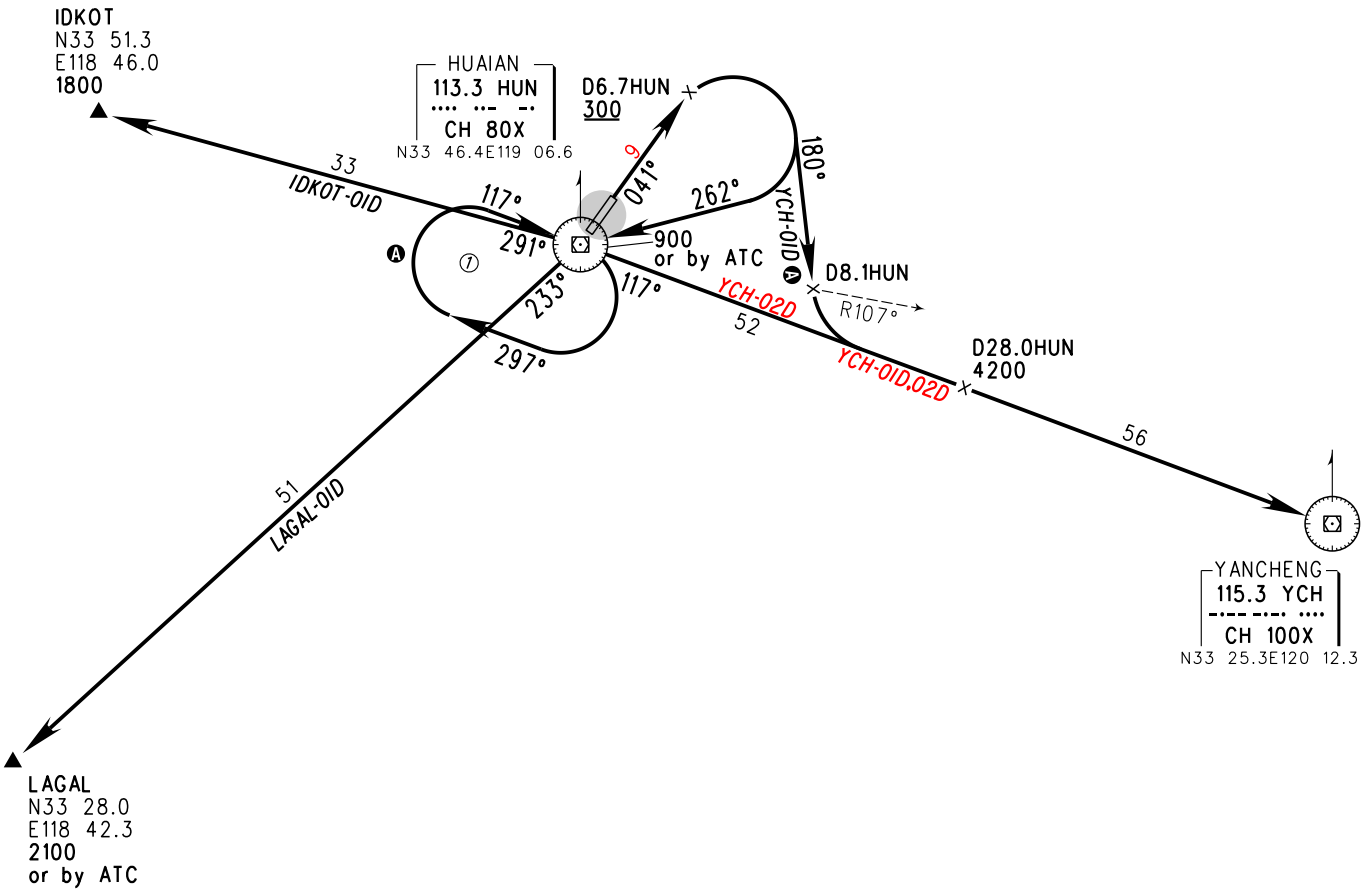 IDKOT
N33 51.3
E118 46.0
1800
HUAIAN
113.3 HUN
CH 80X
N33 46.4E119 06.6
D6.7HUN
300
9
041°
180°
YCH-01D
262°
33
IDKOT-01D
117°
291°
A
1
900
or by ATC
A
D8.1HUN
R107°
233°
117°
YCH-02D
52
297°
YCH-01D,02D
D28.0HUN
4200
56
51
LAGAL-01D
YANCHENG
115.3 YCH
CH 100X
N33 25.3E120 12.3
LAGAL
N33 28.0
E118 42.3
2100
or by ATC